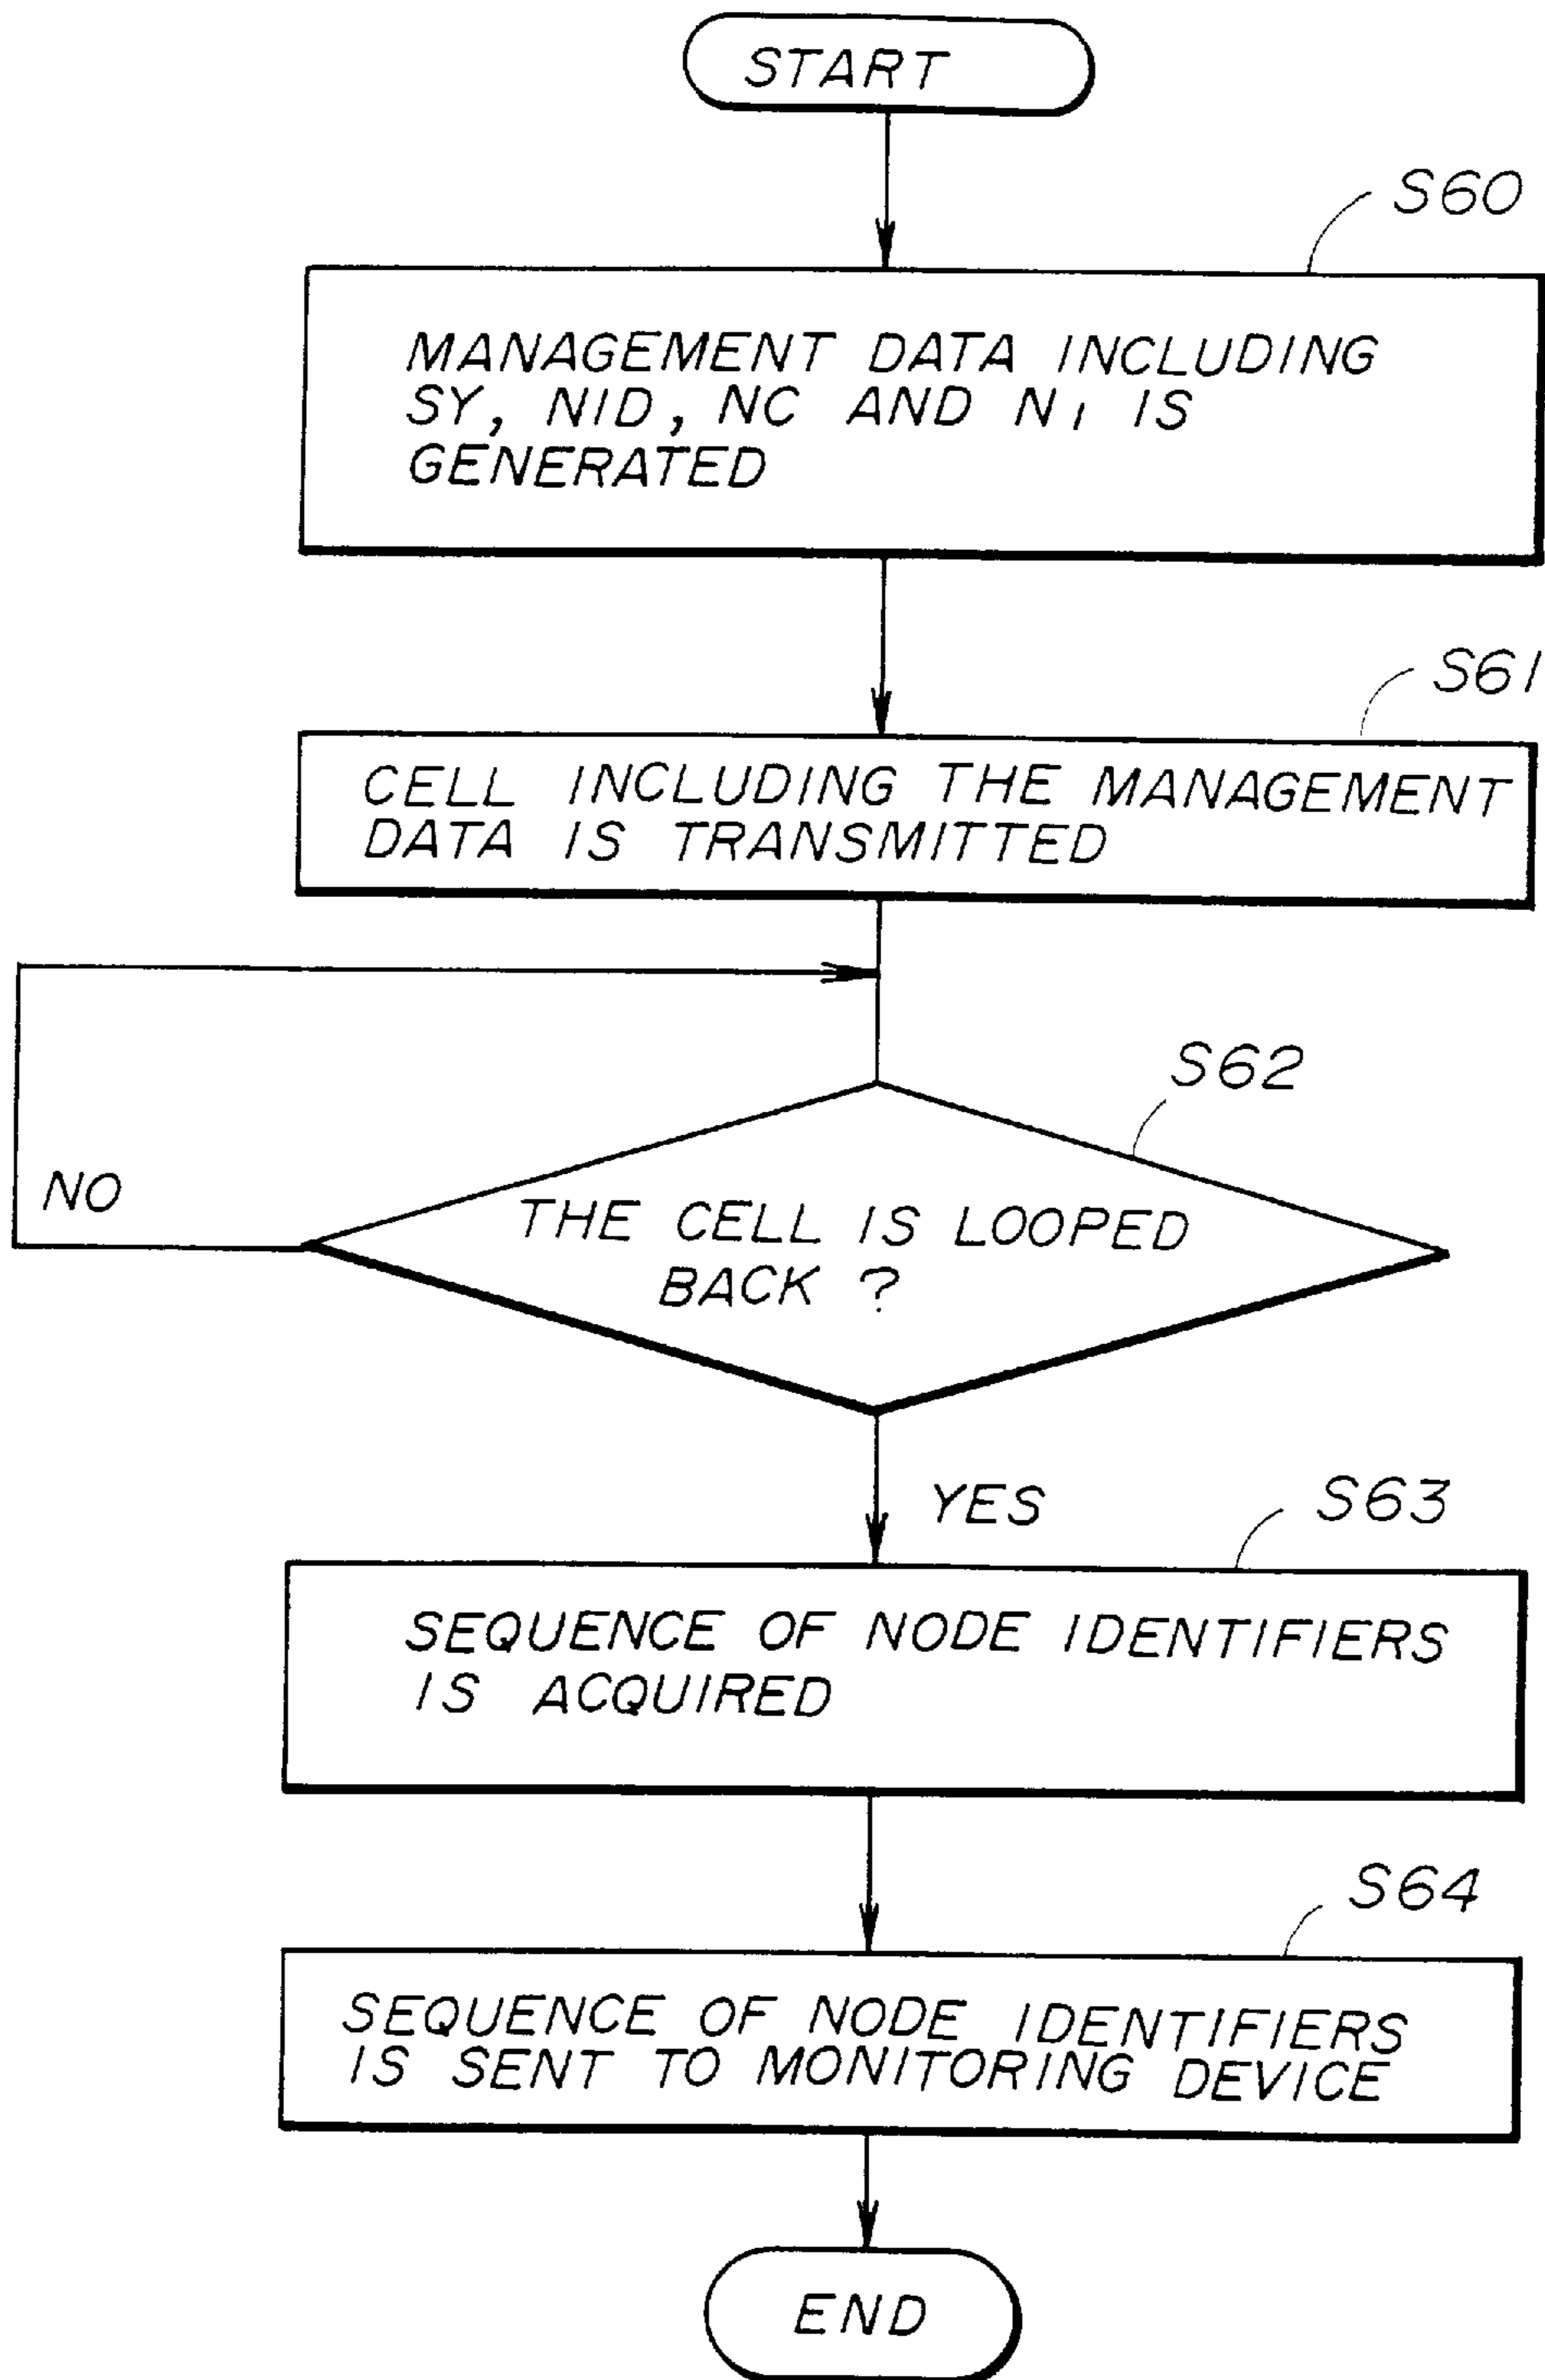 START
S60
MANAGEMENT DATA INCLUDING
SY, NID, NC AND N1 IS
GENERATED
S61
CELL INCLUDING THE MANAGEMENT
DATA IS TRANSMITTED
S62
NO
THE CELL IS LOOPED
BACK ?
YES
S63
SEQUENCE OF NODE IDENTIFIERS
IS ACQUIRED
S64
SEQUENCE OF NODE IDENTIFIERS
IS SENT TO MONITORING DEVICE
END